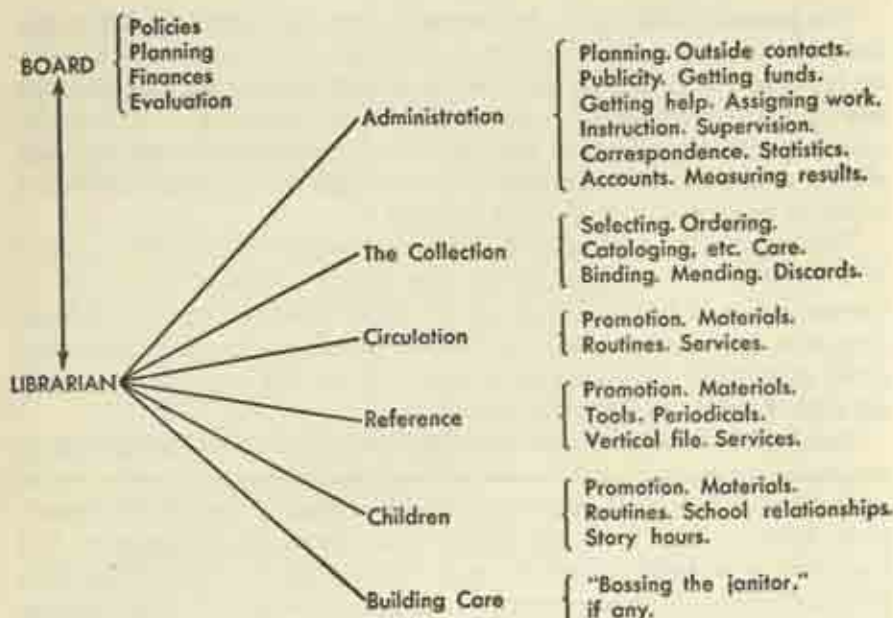 BOARD
Policies
Planning
Finances
Evaluation
LIBRARIAN
Administration
Planning. Outside contacts.
Publicity. Getting funds.
Getting help. Assigning work.
Instruction. Supervision.
Correspondence. Statistics.
Accounts. Measuring results.
The Collection
Selecting. Ordering.
Cataloging, etc. Care.
Binding. Mending. Discards.
Circulation
Promotion. Materials.
Routines. Services.
Reference
Promotion. Materials.
Tools. Periodicals.
Vertical file. Services.
Children
Promotion. Materials.
Routines. School relationships.
Story hours.
Building Care
"Bossing the janitor."
if any.